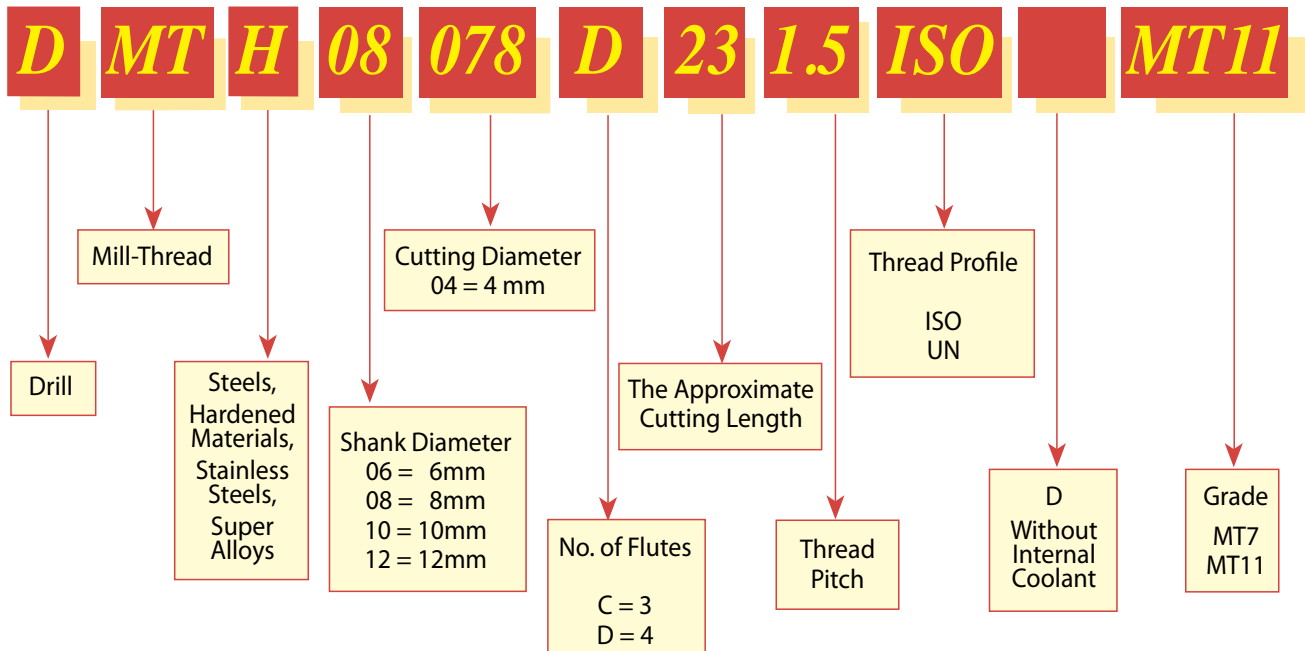 D MT H 08 078 D 23 1.5 ISO MT11
Drill
Mill-Thread
Steels,
Hardened
Materials,
Stainless
Steels,
Super
Alloys
Shank Diameter
06 = 6mm
08 = 8mm
10 = 10mm
12 = 12mm
Cutting Diameter
04 = 4 mm
No. of Flutes
C = 3
D = 4
The Approximate
Cutting Length
Thread
Pitch
Thread Profile
ISO
UN
D
Without
Internal
Coolant
Grade
MT7
MT11